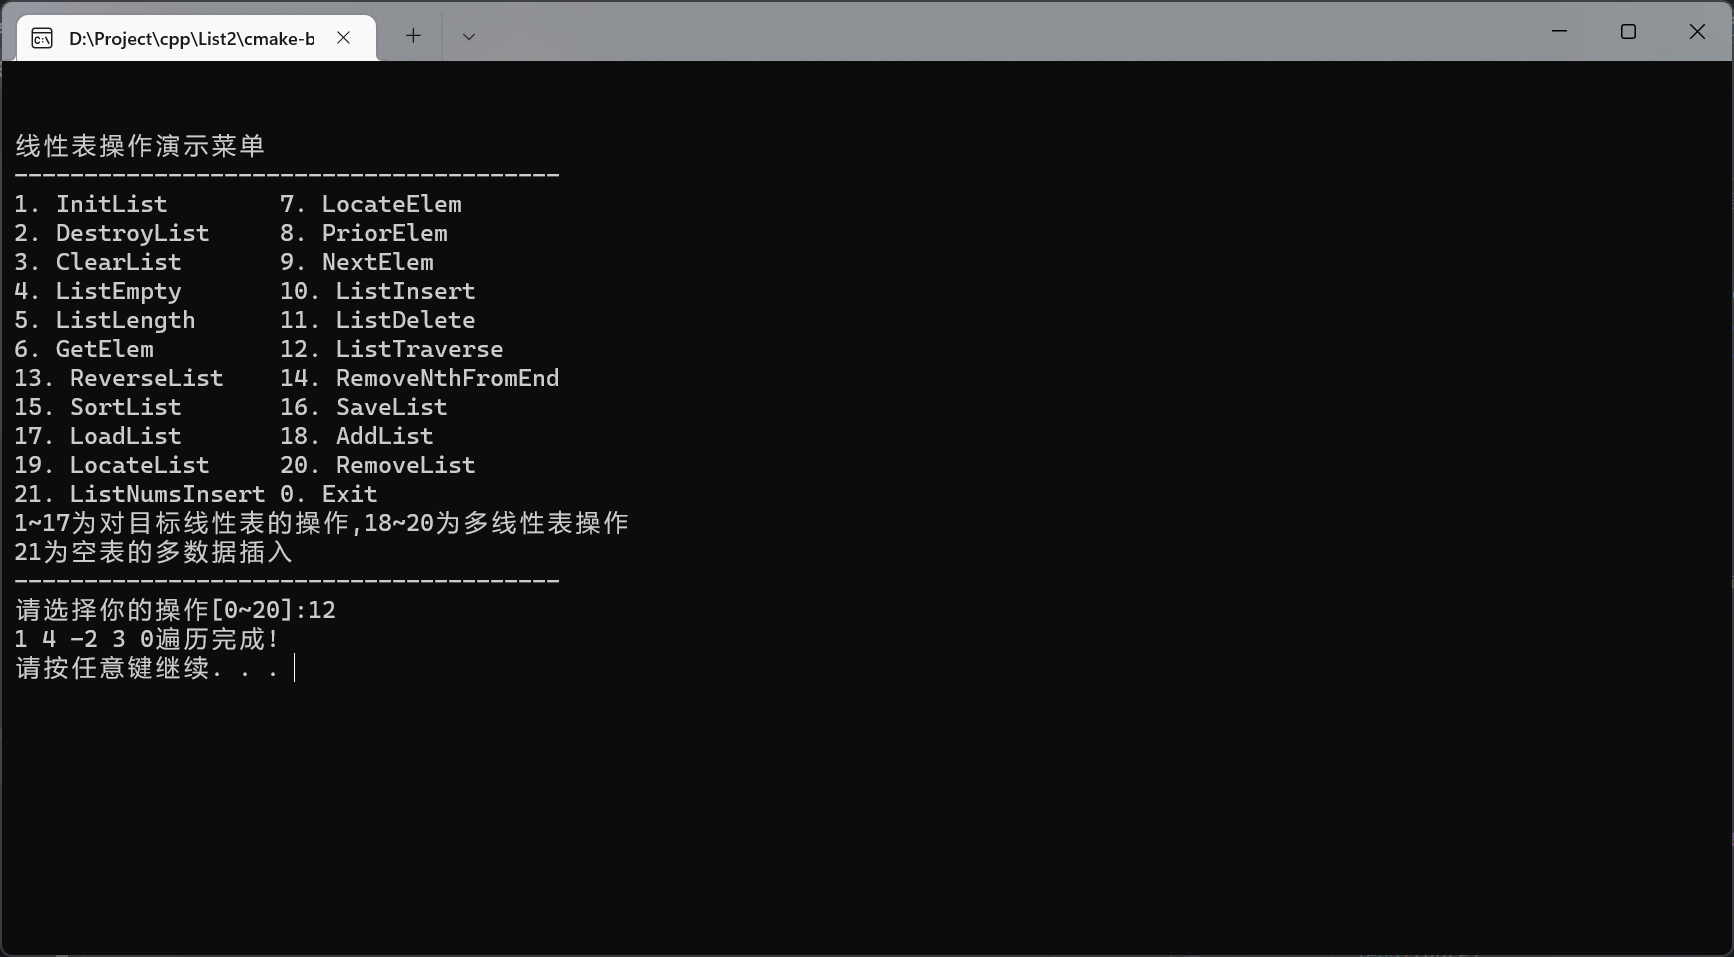 D:\Project\cpp\List2\cmake-b
线性表操作演示菜单
---------------------------------------
1. InitList        7. LocateElem
2. DestroyList     8. PriorElem
3. ClearList       9. NextElem
4. ListEmpty       10. ListInsert
5. ListLength      11. ListDelete
6. GetElem         12. ListTraverse
13. ReverseList    14. RemoveNthFromEnd
15. SortList       16. SaveList
17. LoadList       18. AddList
19. LocateList     20. RemoveList
21. ListNumsInsert 0. Exit
1~17为对目标线性表的操作,18~20为多线性表操作
21为空表的多数据插入
---------------------------------------
请选择你的操作[0~20]:12
1 4 -2 3 0遍历完成!
请按任意键继续. . .